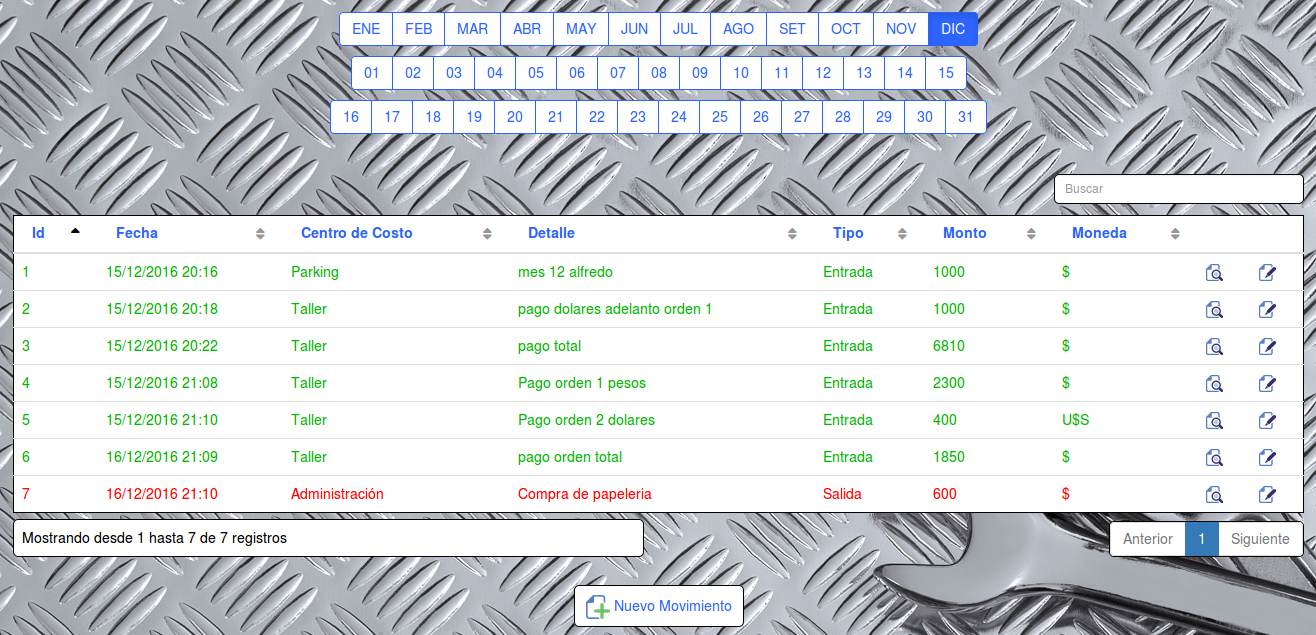 ENE FEB MAR ABR MAY JUN JUL AGO SET OCT NOV DIC
01 02 03 04 05 06 07 08 09 10 11 12 13 14 15
16 17 18 19 20 21 22 23 24 25 26 27 28 29 30 31
Buscar
Id Fecha Centro de Costo Detalle Tipo Monto Moneda
1 15/12/2016 20:16 Parking mes 12 alfredo Entrada 1000 $
2 15/12/2016 20:18 Taller pago dolares adelanto orden 1 Entrada 1000 $
3 15/12/2016 20:22 Taller pago total Entrada 6810 $
4 15/12/2016 21:08 Taller Pago orden 1 pesos Entrada 2300 $
5 15/12/2016 21:10 Taller Pago orden 2 dolares Entrada 400 U$S
6 16/12/2016 21:09 Taller pago orden total Entrada 1850 $
7 16/12/2016 21:10 Administración Compra de papeleria Salida 600 $
Mostrando desde 1 hasta 7 de 7 registros
Anterior 1 Siguiente
Nuevo Movimiento